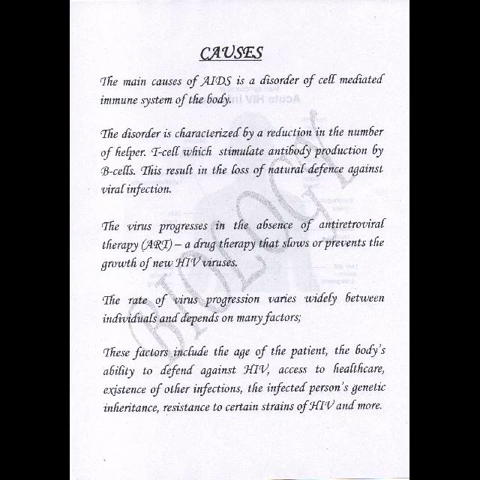 CAUSES
The main causes of AIDS is a disorder of cell mediated
immune system of the body.
The disorder is characterized by a reduction in the number
of helper. T-cell which stimulate antibody production by
B-cells. This result in the loss of natural defence against
viral infection.
The virus progresses in the absence of antiretroviral
therapy (ART) – a drug therapy that slows or prevents the
growth of new HIV viruses.
The rate of virus progression varies widely between
individuals and depends on many factors;
These factors include the age of the patient, the body's
ability to defend against HIV, access to healthcare,
existence of other infections, the infected person's genetic
inheritance, resistance to certain strains of HIV and more.
BIOLOGY